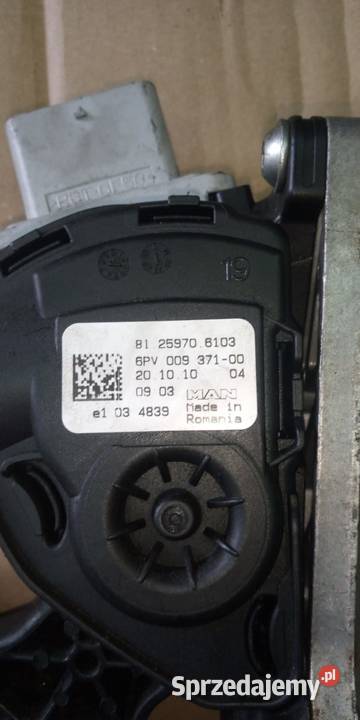 19
81.25970.6103
6PV 009 371-00
20.10.10 04
09 03 MAN
e1 03 4839 Made in
Romania
Sprzedajemy.pl